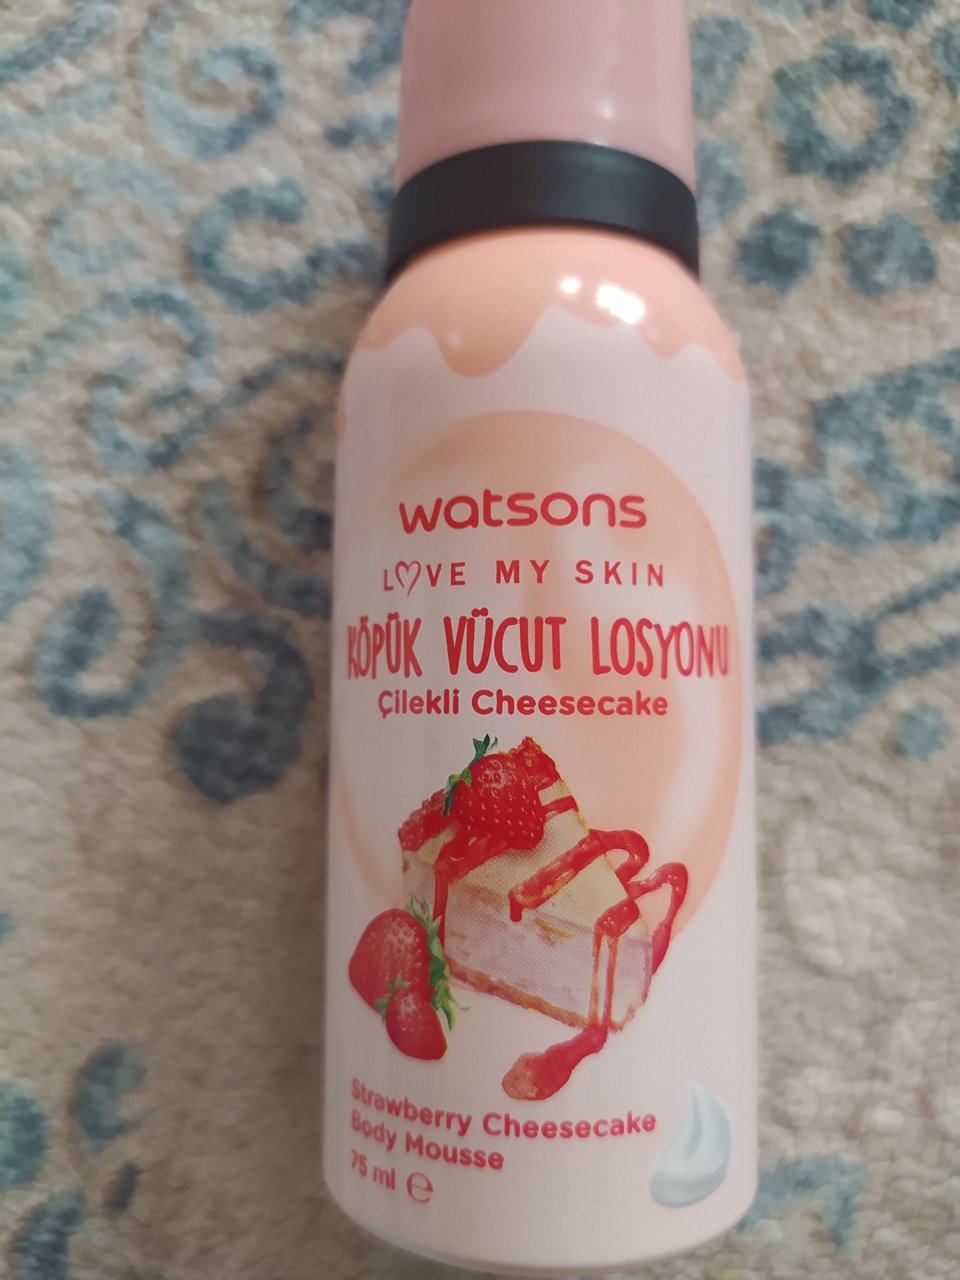 watsons
LOVE MY SKIN
KÖPÜK VÜCUT LOSYONU
Çilekli Cheesecake
Strawberry Cheesecake
Body Mousse
75 ml ℮